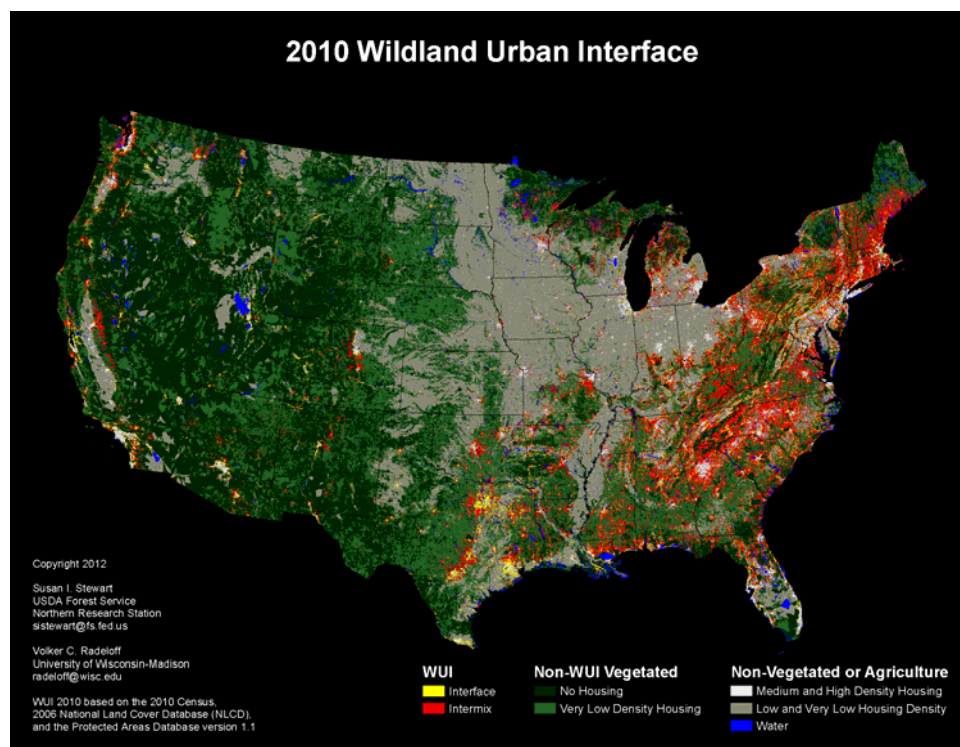 2010 Wildland Urban Interface
Copyright 2012
Susan I. Stewart
USDA Forest Service
Northern Research Station
sistewart@fs.fed.us
Volker C. Radeloff
University of Wisconsin-Madison
radeloff@wisc.edu
WUI 2010 based on the 2010 Census,
2006 National Land Cover Database (NLCD),
and the Protected Areas Database version 1.1
WUI
Interface
Intermix
Non-WUI Vegetated
No Housing
Very Low Density Housing
Non-Vegetated or Agriculture
Medium and High Density Housing
Low and Very Low Housing Density
Water